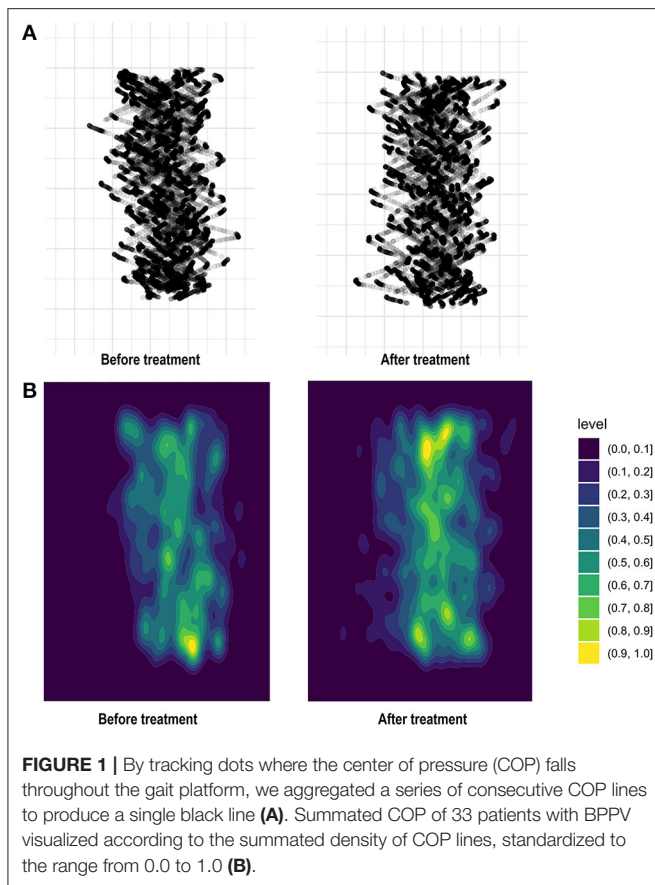 A
Before treatment
After treatment
B
level
(0.0, 0.1]
(0.1, 0.2]
(0.2, 0.3]
(0.3, 0.4]
(0.4, 0.5]
(0.5, 0.6]
(0.6, 0.7]
(0.7, 0.8]
(0.8, 0.9]
(0.9, 1.0]
Before treatment
After treatment
FIGURE 1 | By tracking dots where the center of pressure (COP) falls
throughout the gait platform, we aggregated a series of consecutive COP lines
to produce a single black line (A). Summated COP of 33 patients with BPPV
visualized according to the summated density of COP lines, standardized to
the range from 0.0 to 1.0 (B).